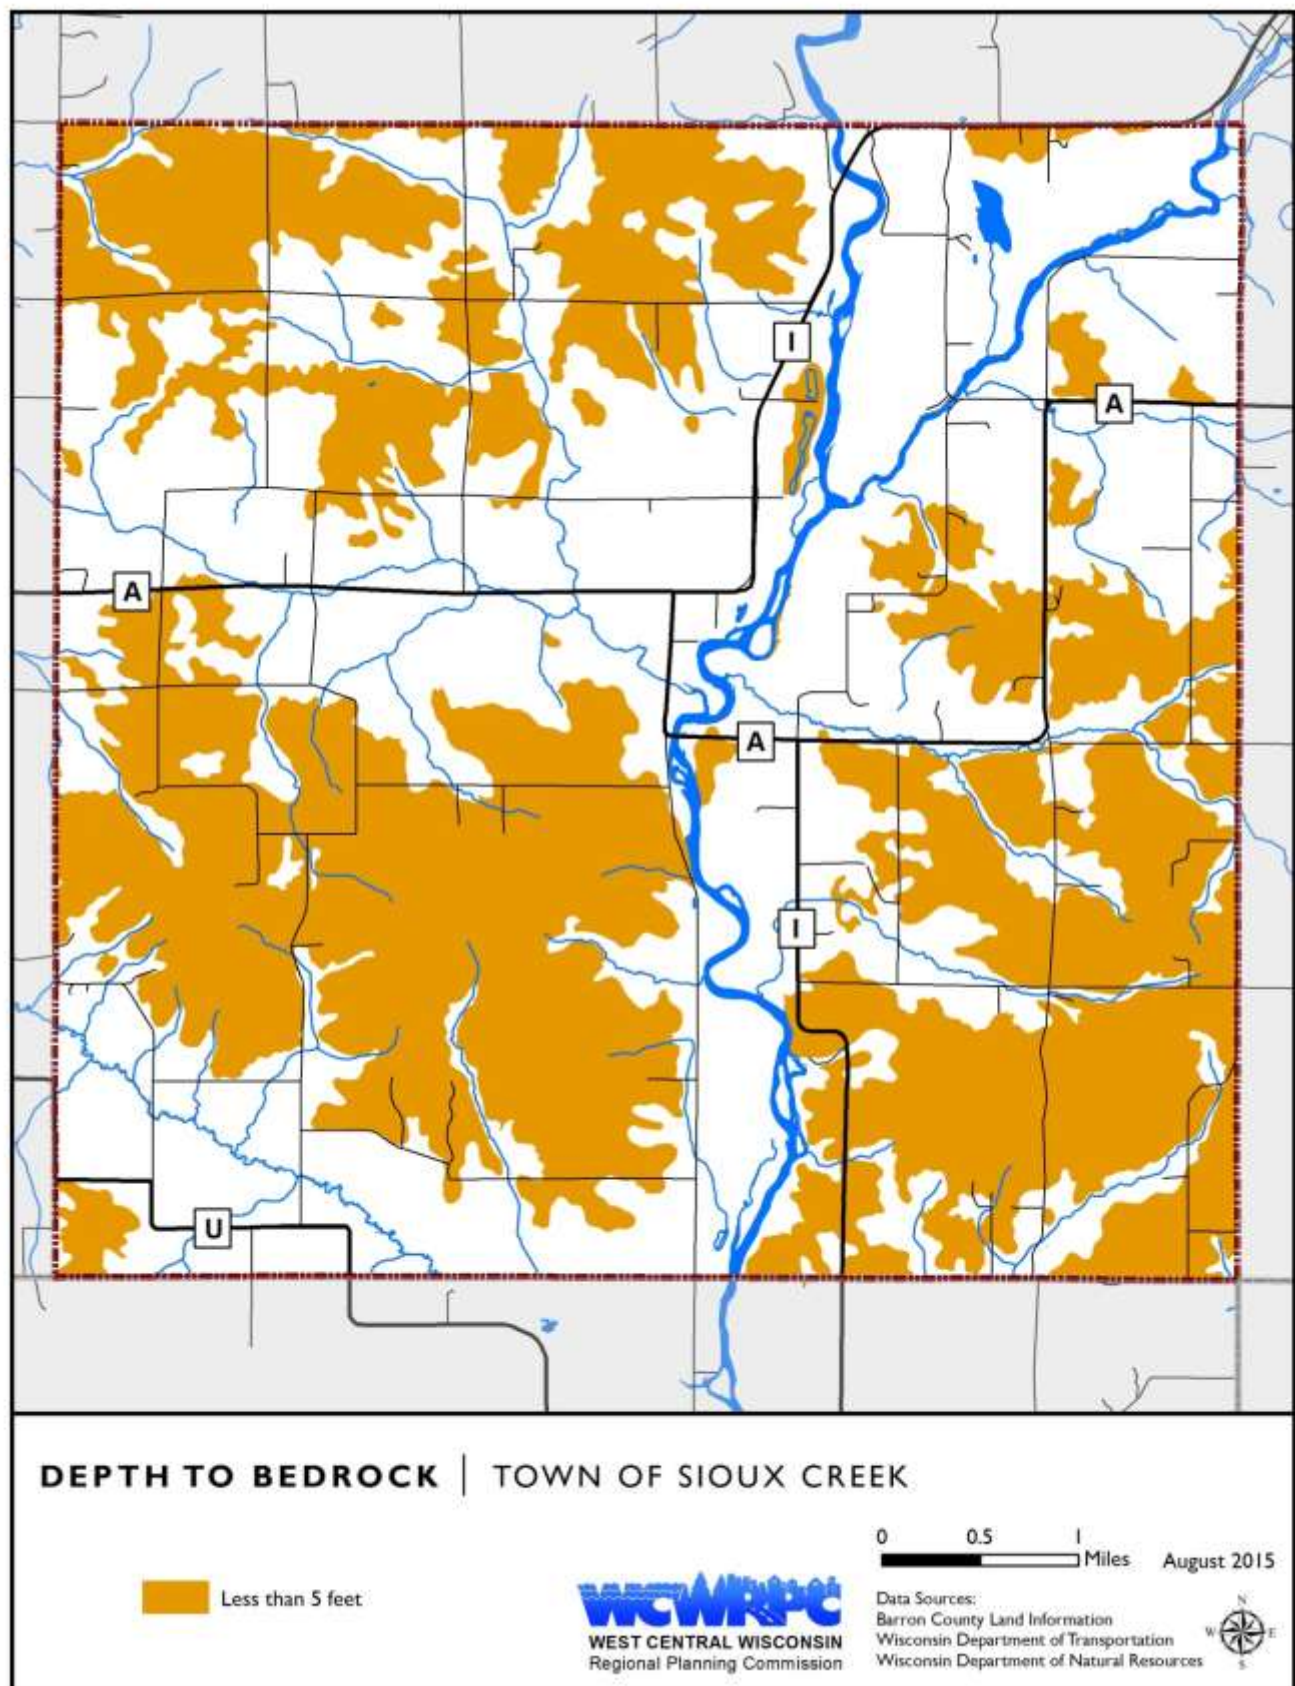 I
A
A
A
I
U
DEPTH TO BEDROCK | TOWN OF SIOUX CREEK
Less than 5 feet
WCWRPC
WEST CENTRAL WISCONSIN
Regional Planning Commission
0 0.5 1
Miles
August 2015
Data Sources:
Barron County Land Information
Wisconsin Department of Transportation
Wisconsin Department of Natural Resources
N
W E
S